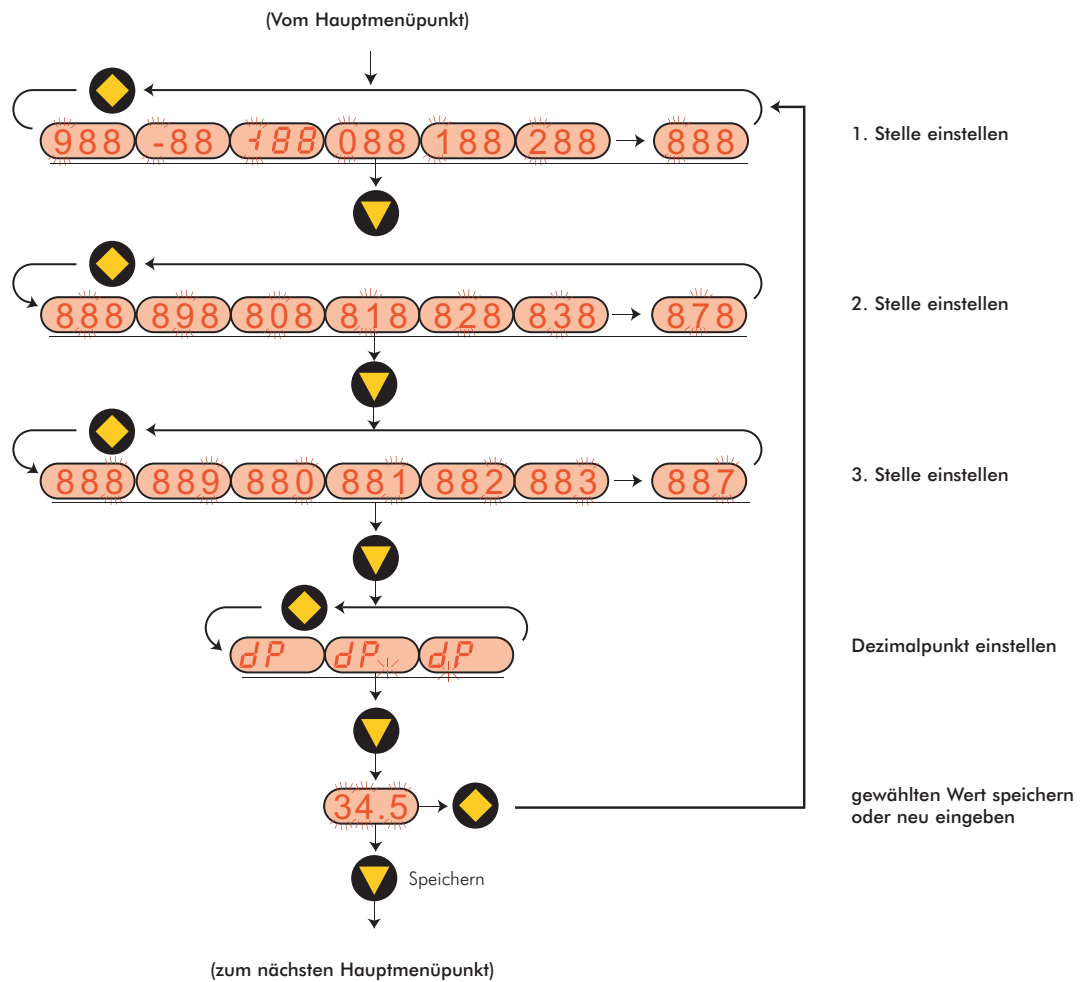 (Vom Hauptmenüpunkt)
988 -88 -188 088 188 288 888
1. Stelle einstellen
888 898 808 818 828 838 878
2. Stelle einstellen
888 889 880 881 882 883 887
3. Stelle einstellen
dP dP dP
Dezimalpunkt einstellen
34.5
gewählten Wert speichern
oder neu eingeben
Speichern
(zum nächsten Hauptmenüpunkt)